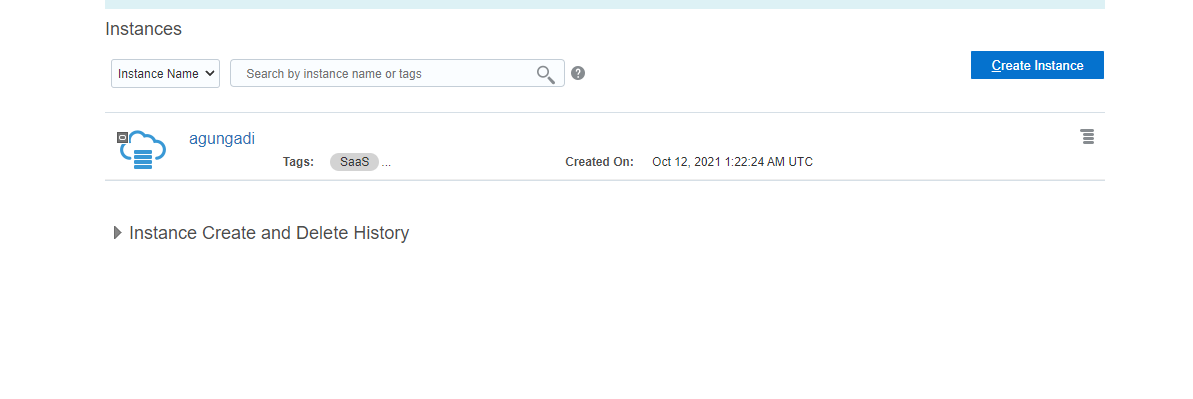 Instances
Instance Name Search by instance name or tags ? Create Instance
agungadi
Tags: SaaS ... Created On: Oct 12, 2021 1:22:24 AM UTC
Instance Create and Delete History